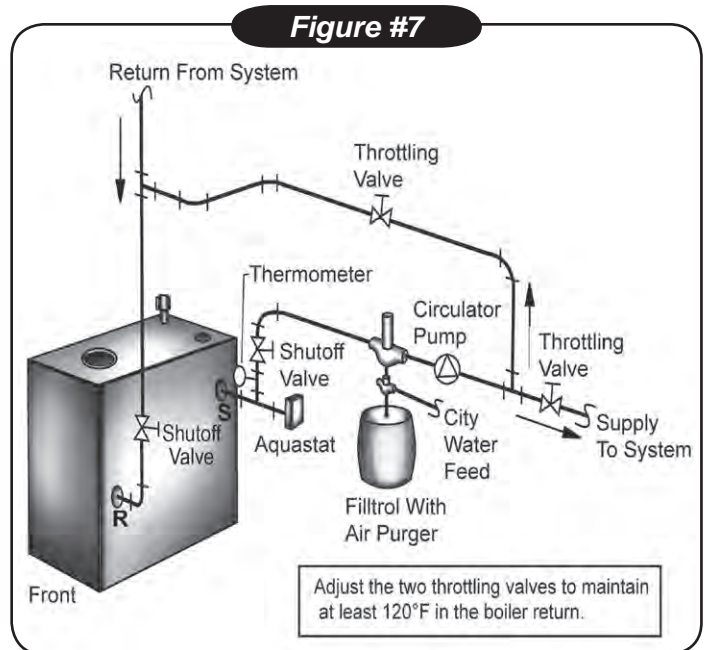 Figure #7
Return From System
Throttling
Valve
Thermometer
Circulator
Pump
Throttling
Valve
Shutoff
Valve
S
Aquastat
City
Water
Feed
Supply
To System
Shutoff
Valve
R
Filltrol With
Air Purger
Front
Adjust the two throttling valves to maintain
at least 120°F in the boiler return.